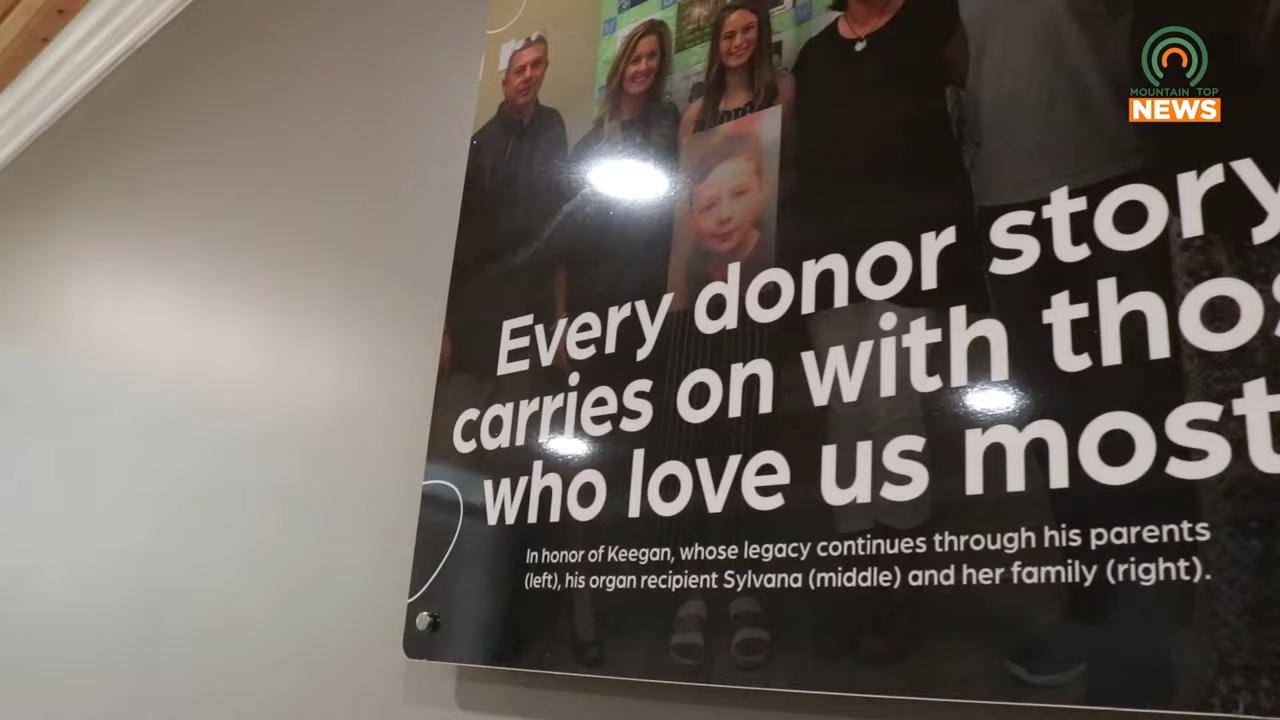 MOUNTAIN TOP
NEWS
Every donor story
carries on with
who love us most
In honor of Keegan, whose legacy continues through his parents
(left), his organ recipient Sylvana (middle) and her family (right).